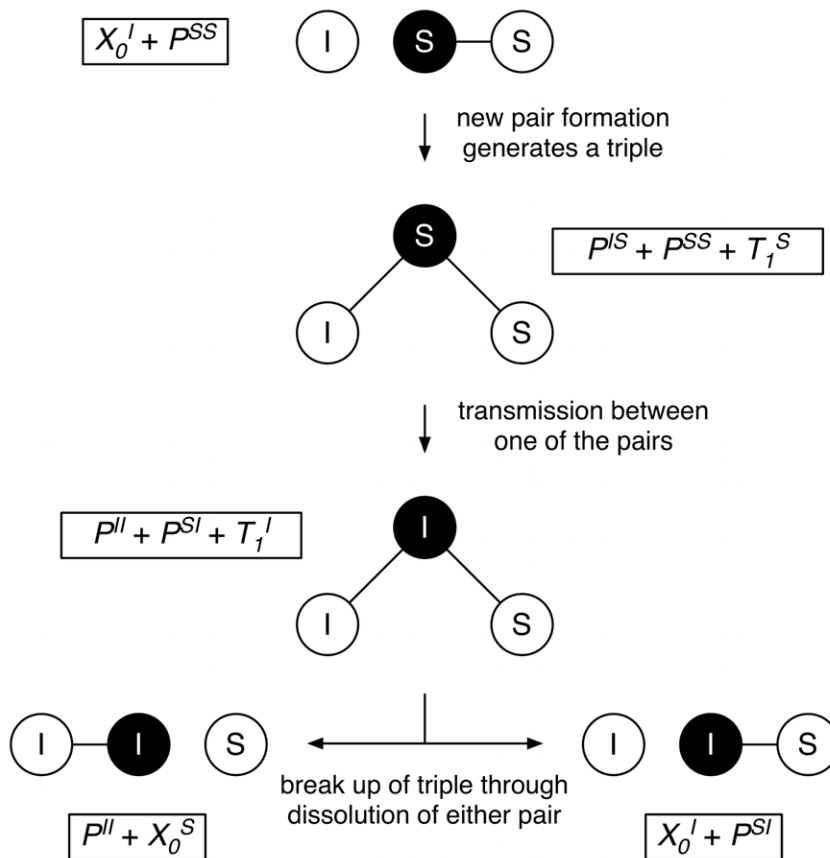 X₀ᴵ + Pˢˢ I S S
new pair formation
generates a triple
S
Pᴵˢ + Pˢˢ + T₁ˢ
I S
transmission between
one of the pairs
Pᴵᴵ + Pˢᴵ + T₁ᴵ
I
I S
I I S
I I S
break up of triple through
dissolution of either pair
Pᴵᴵ + X₀ˢ
X₀ᴵ + Pˢᴵ